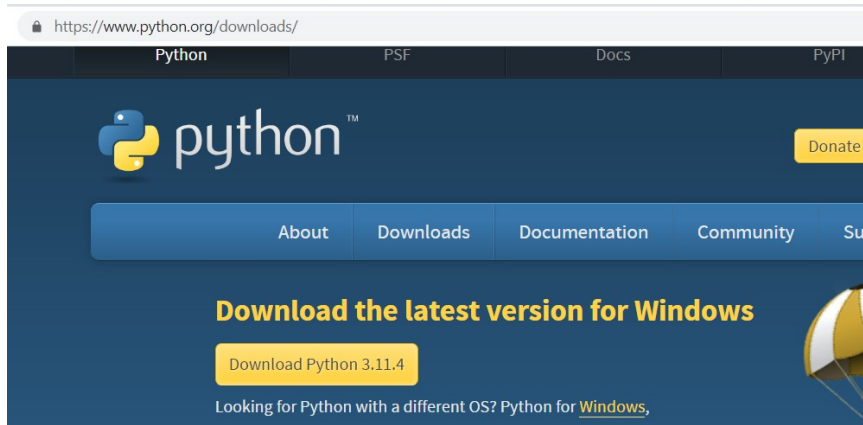 https://www.python.org/downloads/
Python PSF Docs PyPI
python™
Donate
About Downloads Documentation Community Su
Download the latest version for Windows
Download Python 3.11.4
Looking for Python with a different OS? Python for Windows,